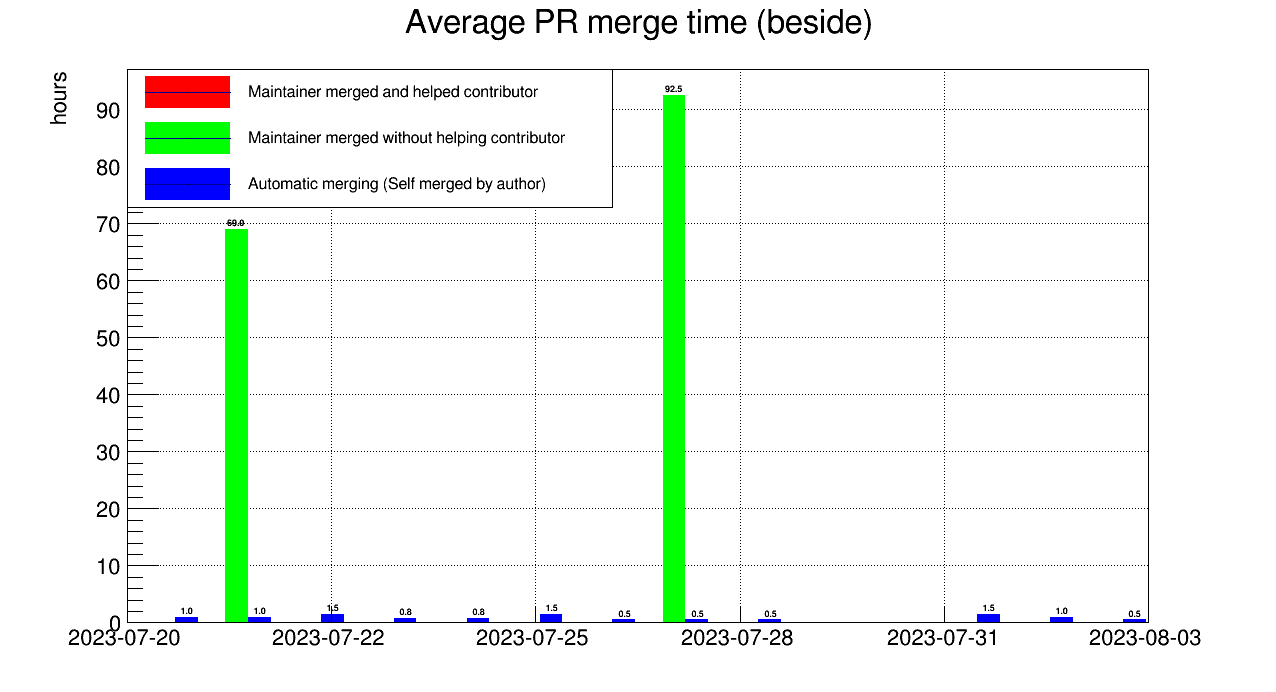 Average PR merge time (beside)
hours
Maintainer merged and helped contributor
Maintainer merged without helping contributor
Automatic merging (Self merged by author)
90
80
70
60
50
40
30
20
10
0
69.0
92.5
1.0 1.0 1.5 0.8 0.8 1.5 0.5 0.5 0.5 1.5 1.0 0.5
2023-07-20 2023-07-22 2023-07-25 2023-07-28 2023-07-31 2023-08-03